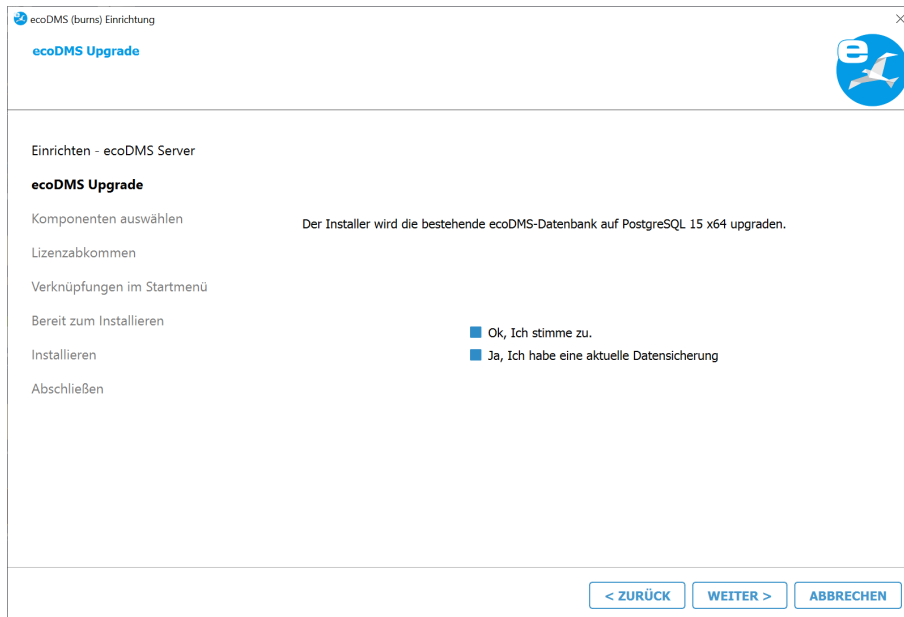 ecoDMS (burns) Einrichtung
ecoDMS Upgrade
e
Einrichten - ecoDMS Server
ecoDMS Upgrade
Komponenten auswählen
Lizenzabkommen
Verknüpfungen im Startmenü
Bereit zum Installieren
Installieren
Abschließen
Der Installer wird die bestehende ecoDMS-Datenbank auf PostgreSQL 15 x64 upgraden.
Ok, Ich stimme zu.
Ja, Ich habe eine aktuelle Datensicherung
< ZURÜCK WEITER > ABBRECHEN